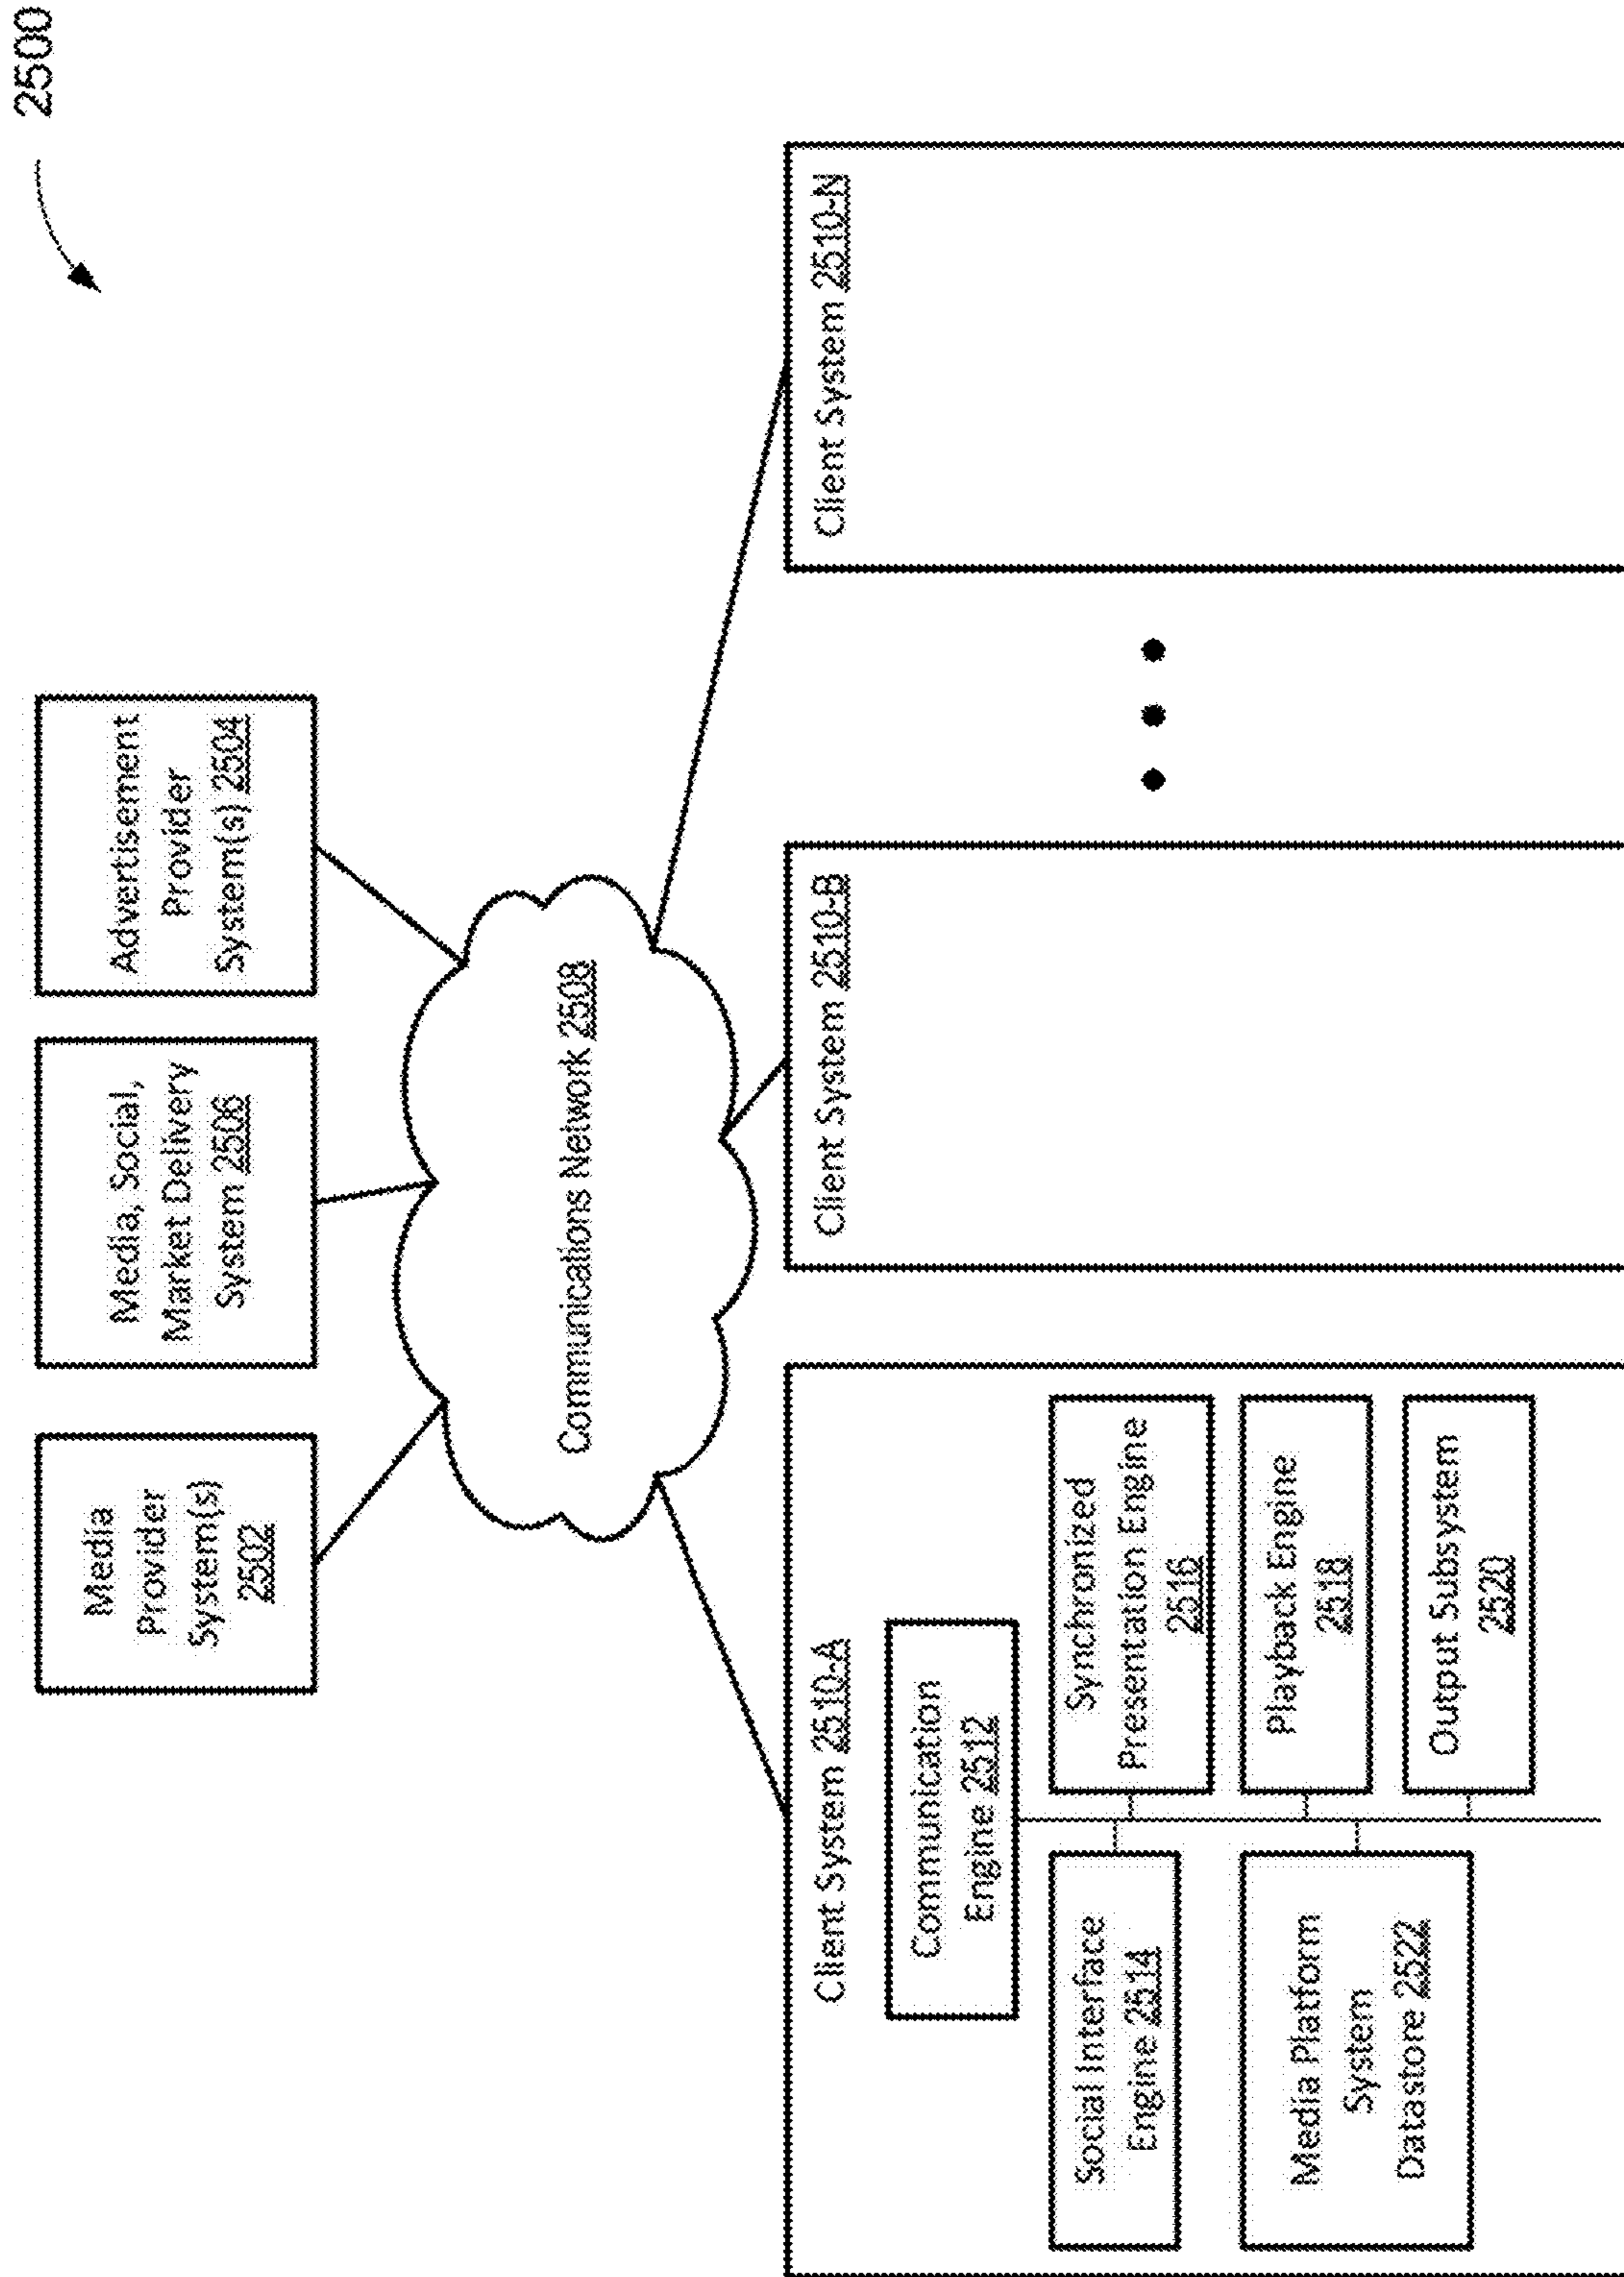 2500
Media
Provider
System(s)
2502
Media, Social,
Market Delivery
System 2506
Advertisement
Provider
System(s) 2504
Communications Network 2508
Client System 2510-A
Communication
Engine 2512
Social Interface
Engine 2514
Synchronized
Presentation Engine
2516
Media Platform
System
Datastore 2522
Playback Engine
2518
Output Subsystem
2520
Client System 2510-B
Client System 2510-N